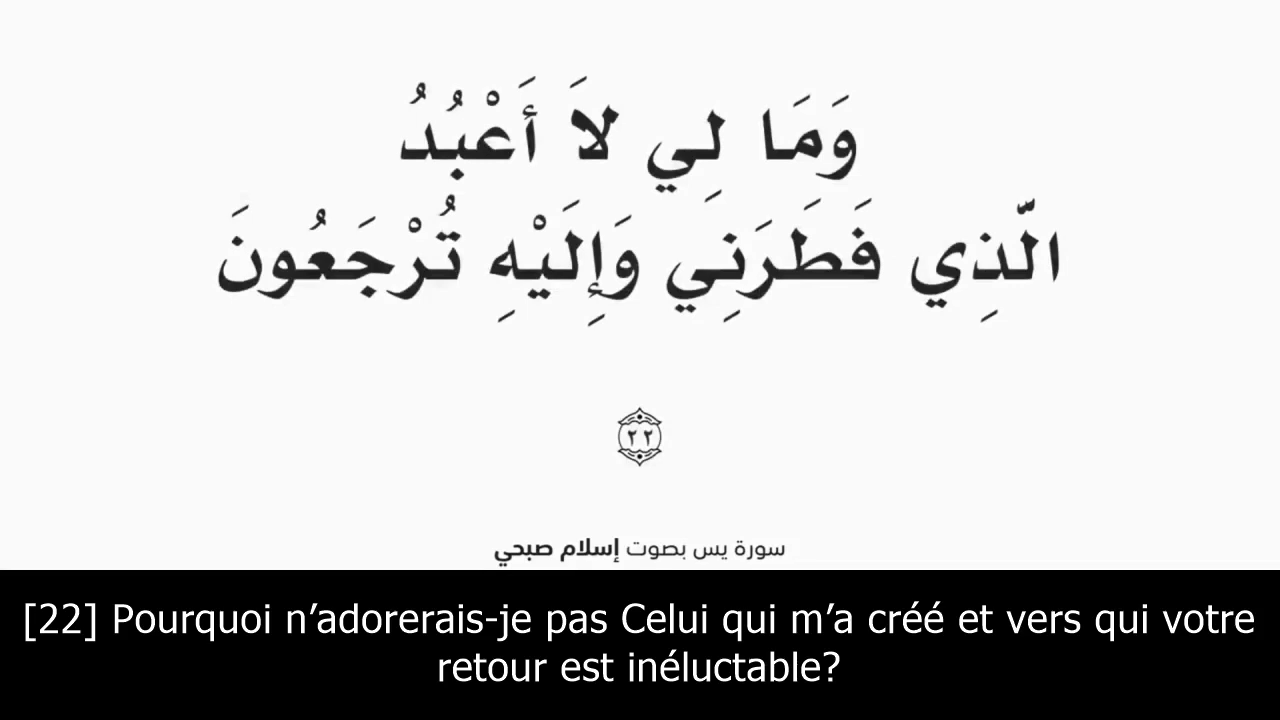 وَمَا لِي لاَ أَعْبُدُ
الَّذِي فَطَرَنِي وَإِلَيْهِ تُرْجَعُونَ
٢٢
سورة يس بصوت إسلام صبحي
[22] Pourquoi n’adorerais-je pas Celui qui m’a créé et vers qui votre
retour est inéluctable?